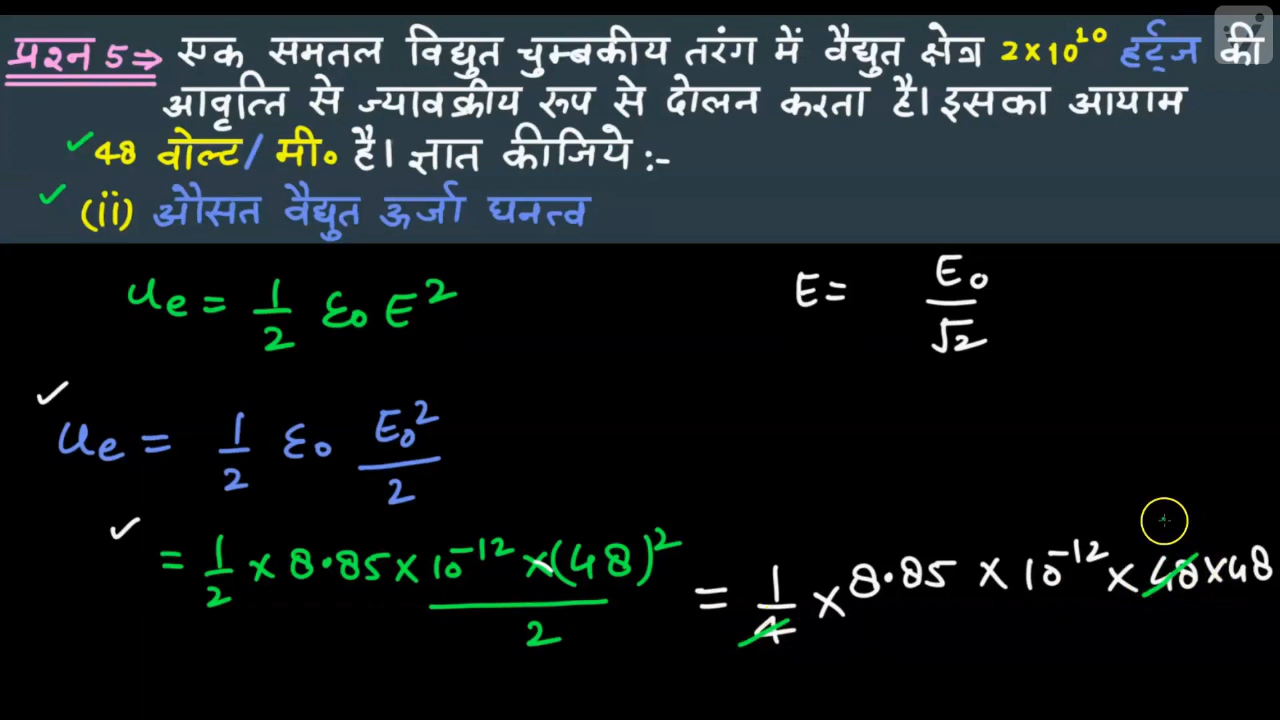 प्रश्न 5⇒ एक समतल विद्युत चुम्बकीय तरंग में वैद्युत क्षेत्र 2×10¹⁰ हर्ट्ज की
आवृत्ति से ज्यावक्रीय रूप से दोलन करता है। इसका आयाम
✓48 वोल्ट/मी० है। ज्ञात कीजिये:-
✓(ii) औसत वैद्युत ऊर्जा घनत्व
uₑ = 1/2 ε₀ E²
E = E₀/√2
✓uₑ = 1/2 ε₀ E₀²/2
✓= 1/2 × 8.85 × 10⁻¹² × (48)²/2 = 1/4 × 8.85 × 10⁻¹² × 48×48